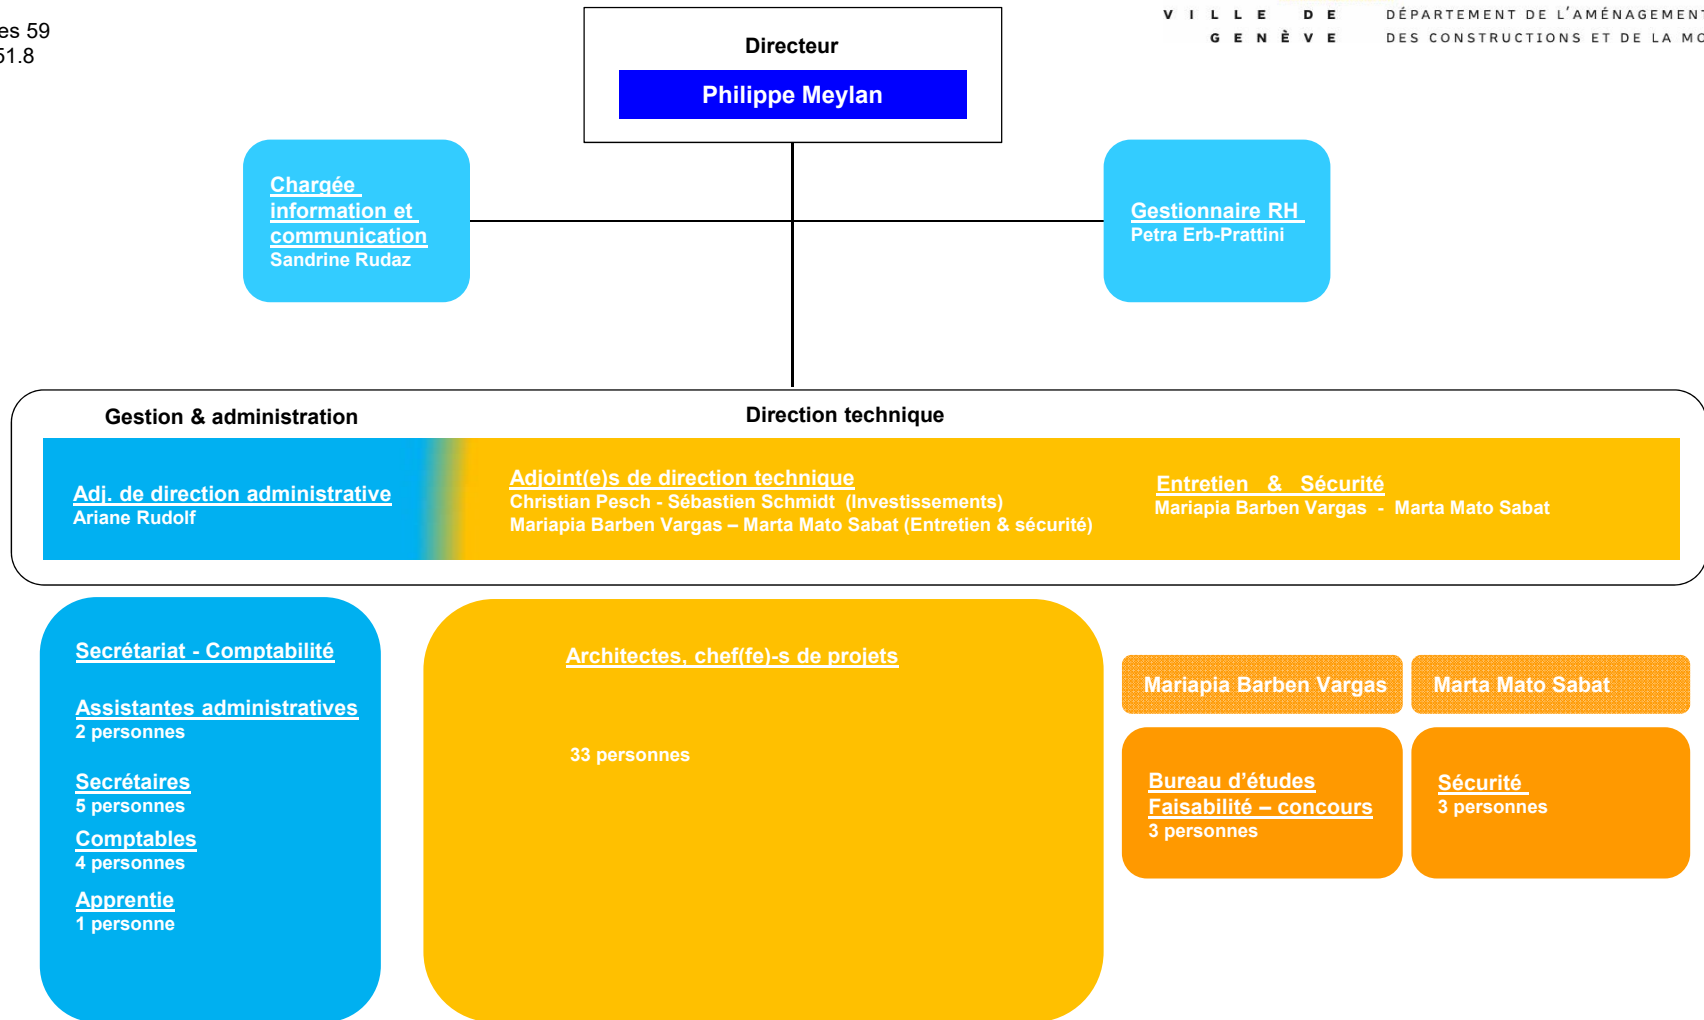 es 59
51.8
VILLE DE
GENÈVE
DÉPARTEMENT DE L'AMÉNAGEMENT
DES CONSTRUCTIONS ET DE LA MO
Directeur
Philippe Meylan
Chargée
information et
communication
Sandrine Rudaz
Gestionnaire RH
Petra Erb-Prattini
Gestion & administration
Direction technique
Adj. de direction administrative
Ariane Rudolf
Adjoint(e)s de direction technique
Christian Pesch - Sébastien Schmidt (Investissements)
Mariapia Barben Vargas – Marta Mato Sabat (Entretien & sécurité)
Entretien & Sécurité
Mariapia Barben Vargas - Marta Mato Sabat
Secrétariat - Comptabilité
Assistantes administratives
2 personnes
Secrétaires
5 personnes
Comptables
4 personnes
Apprentie
1 personne
Architectes, chef(fe)-s de projets
33 personnes
Mariapia Barben Vargas
Bureau d'études
Faisabilité – concours
3 personnes
Marta Mato Sabat
Sécurité
3 personnes